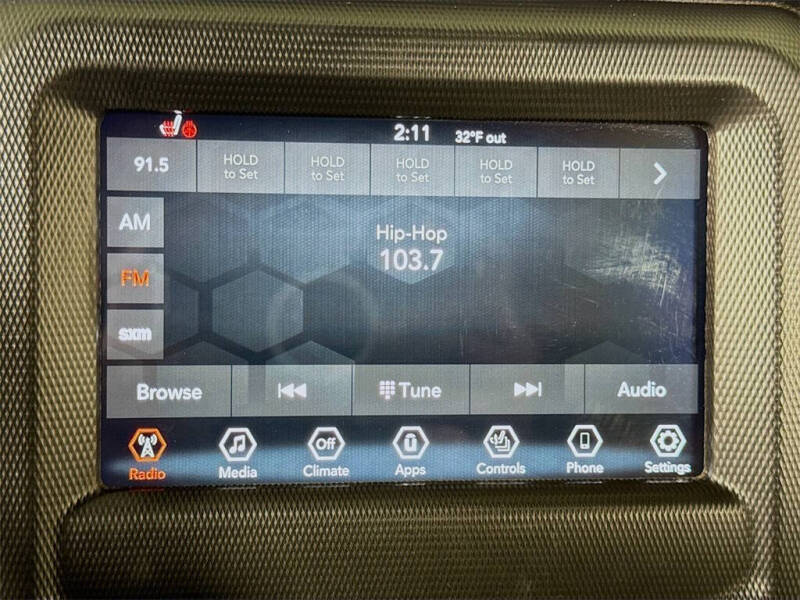 2:11 32°F out
91.5
HOLD
to Set
HOLD
to Set
HOLD
to Set
HOLD
to Set
HOLD
to Set
AM
FM
sxm
Hip-Hop
103.7
Browse
Tune
Audio
Off
Radio
Media
Climate
Apps
Controls
Phone
Settings